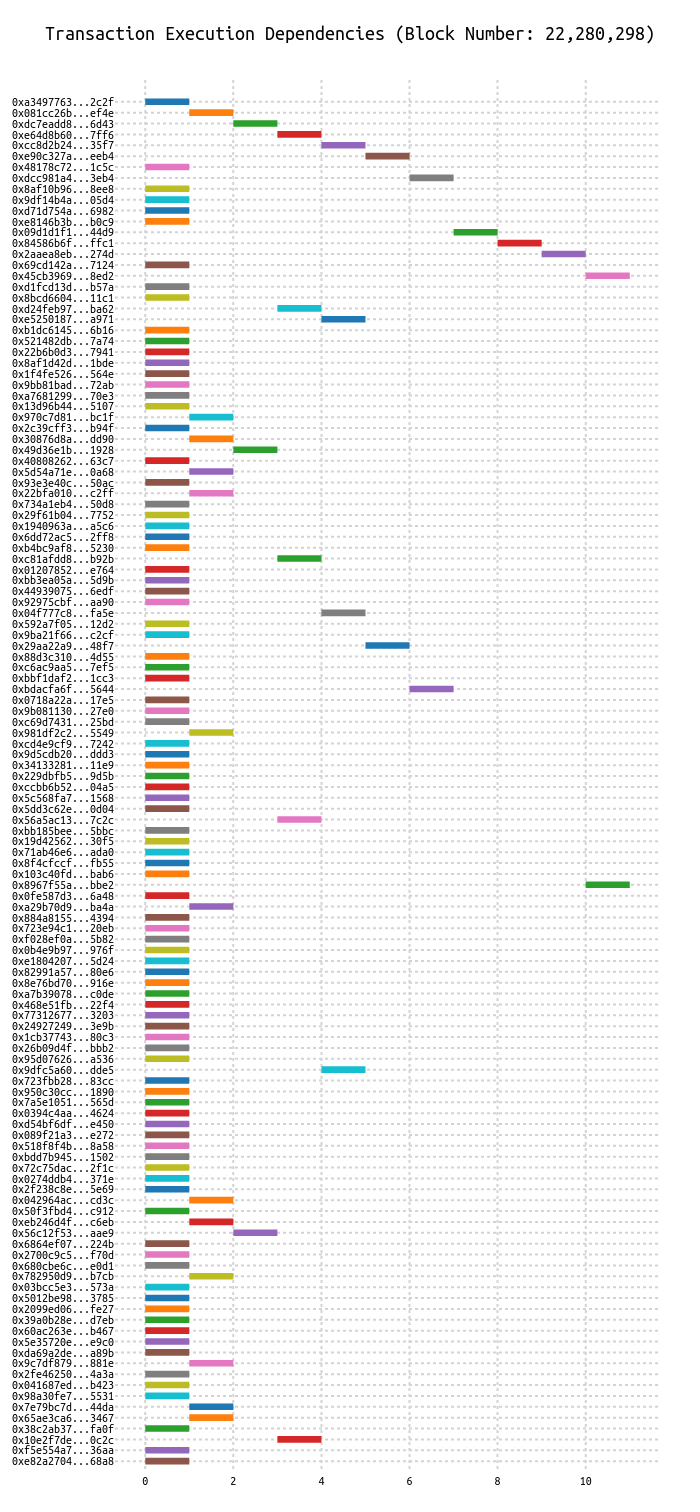 Transaction Execution Dependencies (Block Number: 22,280,298)
0xa3497763...2c2f
0x081cc26b...ef4e
0xdc7eadd8...6d43
0xe64d8b60...7ff6
0xcc8d2b24...35f7
0xe90c327a...eeb4
0x48178c72...1c5c
0xdcc981a4...3eb4
0x8af10b96...8ee8
0x9df14b4a...05d4
0xd71d754a...6982
0xe8146b3b...b0c9
0x09d1d1f1...44d9
0x84586b6f...ffc1
0x2aaea8eb...274d
0x69cd142a...7124
0x45cb3969...8ed2
0xd1fcd13d...b57a
0x8bcd6604...11c1
0xd24feb97...ba62
0xe5250187...a971
0xb1dc6145...6b16
0x521482db...7a74
0x22b6b0d3...7941
0x8af1d42d...1bde
0x1f4fe526...564e
0x9bb81bad...72ab
0xa7681299...70e3
0x13d96b44...5107
0x970c7d81...bc1f
0x2c39cff3...b94f
0x30876d8a...dd90
0x49d36e1b...1928
0x40808262...63c7
0x5d54a71e...0a68
0x93e3e40c...50ac
0x22bfa010...c2ff
0x734a1eb4...50d8
0x29f61b04...7752
0x1940963a...a5c6
0x6dd72ac5...2ff8
0xb4bc9af8...5230
0xc81afdd8...b92b
0x01207852...e764
0xbb3ea05a...5d9b
0x44939075...6edf
0x92975cbf...aa90
0x04f777c8...fa5e
0x592a7f05...12d2
0x9ba21f66...c2cf
0x29aa22a9...48f7
0x88d3c310...4d55
0xc6ac9aa5...7ef5
0xbbf1daf2...1cc3
0xbdacfa6f...5644
0x0718a22a...17e5
0x9b081130...27e0
0xc69d7431...25bd
0x981df2c2...5549
0xcd4e9cf9...7242
0x9d5cdb20...ddd3
0x34133281...11e9
0x229dbfb5...9d5b
0xccbb6b52...04a5
0x5c568fa7...1568
0x5dd3c62e...0d04
0x56a5ac13...7c2c
0xbb185bee...5bbc
0x19d42562...30f5
0x71ab46e6...ada0
0x8f4cfccf...fb55
0x103c40fd...bab6
0x8967f55a...bbe2
0x0fe587d3...6a48
0xa29b70d9...ba4a
0x884a8155...4394
0x723e94c1...20eb
0xf028ef0a...5b82
0x0b4e9b97...976f
0xe1804207...5d24
0x82991a57...80e6
0x8e76bd70...916e
0xa7b39078...c0de
0x468e51fb...22f4
0x77312677...3203
0x24927249...3e9b
0x1cb37743...80c3
0x26b09d4f...bbb2
0x95d07626...a536
0x9dfc5a60...dde5
0x723fbb28...83cc
0x950c30cc...1890
0x7a5e1051...565d
0x0394c4aa...4624
0xd54bf6df...e450
0x089f21a3...e272
0x518f8f4b...8a58
0xbdd7b945...1502
0x72c75dac...2f1c
0x0274ddb4...371e
0x2f238c8e...5e69
0x042964ac...cd3c
0x50f3fbd4...c912
0xeb246d4f...c6eb
0x56c12f53...aae9
0x6864ef07...224b
0x2700c9c5...f70d
0x680cbe6c...e0d1
0x782950d9...b7cb
0x03bcc5e3...573a
0x5012be98...3785
0x2099ed06...fe27
0x39a0b28e...d7eb
0x60ac263e...b467
0x5e35720e...e9c0
0xda69a2de...a89b
0x9c7df879...881e
0x2fe46250...4a3a
0x041687ed...b423
0x98a30fe7...5531
0x7e79bc7d...44da
0x65ae3ca6...3467
0x38c2ab37...fa0f
0x10e2f7de...0c2c
0xf5e554a7...36aa
0xe82a2704...68a8
0 2 4 6 8 10